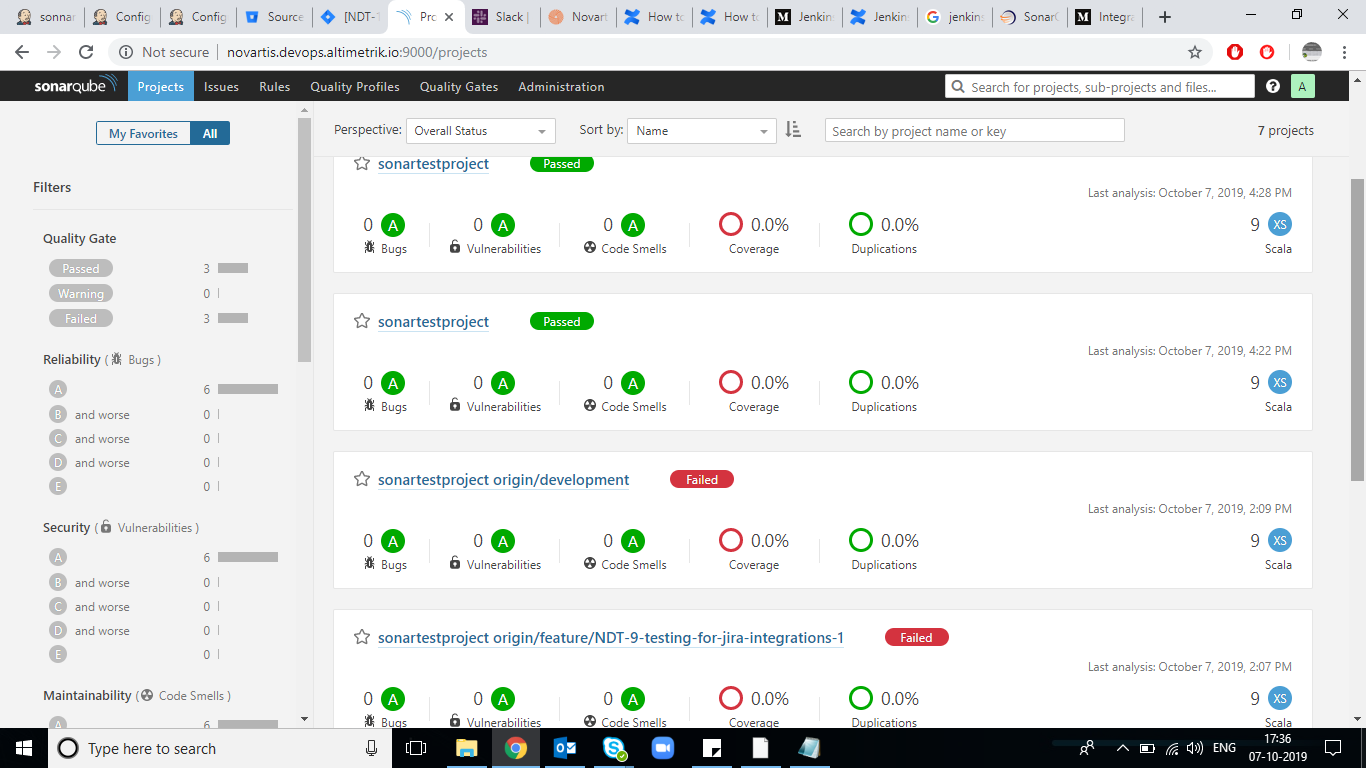 sonnar
Config
Config
Source
[NDT-1
Pro
Slack |
Novart
How to
How to
Jenkins
Jenkins
jenkins
SonarQ
Integra
Not secure | novartis.devops.altimetrik.io:9000/projects
sonarqube Projects Issues Rules Quality Profiles Quality Gates Administration Search for projects, sub-projects and files... ? A
My Favorites All
Perspective: Overall Status Sort by: Name Search by project name or key 7 projects
Filters
Quality Gate
Passed 3
Warning 0
Failed 3
Reliability ( Bugs )
A 6
B and worse 0
C and worse 0
D and worse 0
E 0
Security ( Vulnerabilities )
A 6
B and worse 0
C and worse 0
D and worse 0
E 0
Maintainability ( Code Smells )
A 6
sonartestproject Passed
Last analysis: October 7, 2019, 4:28 PM
0 A 0 A 0 A 0.0% 0.0% 9 XS
Bugs Vulnerabilities Code Smells Coverage Duplications Scala
sonartestproject Passed
Last analysis: October 7, 2019, 4:22 PM
0 A 0 A 0 A 0.0% 0.0% 9 XS
Bugs Vulnerabilities Code Smells Coverage Duplications Scala
sonartestproject origin/development Failed
Last analysis: October 7, 2019, 2:09 PM
0 A 0 A 0 A 0.0% 0.0% 9 XS
Bugs Vulnerabilities Code Smells Coverage Duplications Scala
sonartestproject origin/feature/NDT-9-testing-for-jira-integrations-1 Failed
Last analysis: October 7, 2019, 2:07 PM
0 A 0 A 0 A 0.0% 0.0% 9 XS
Bugs Vulnerabilities Code Smells Coverage Duplications Scala
Type here to search
ENG
17:36
07-10-2019